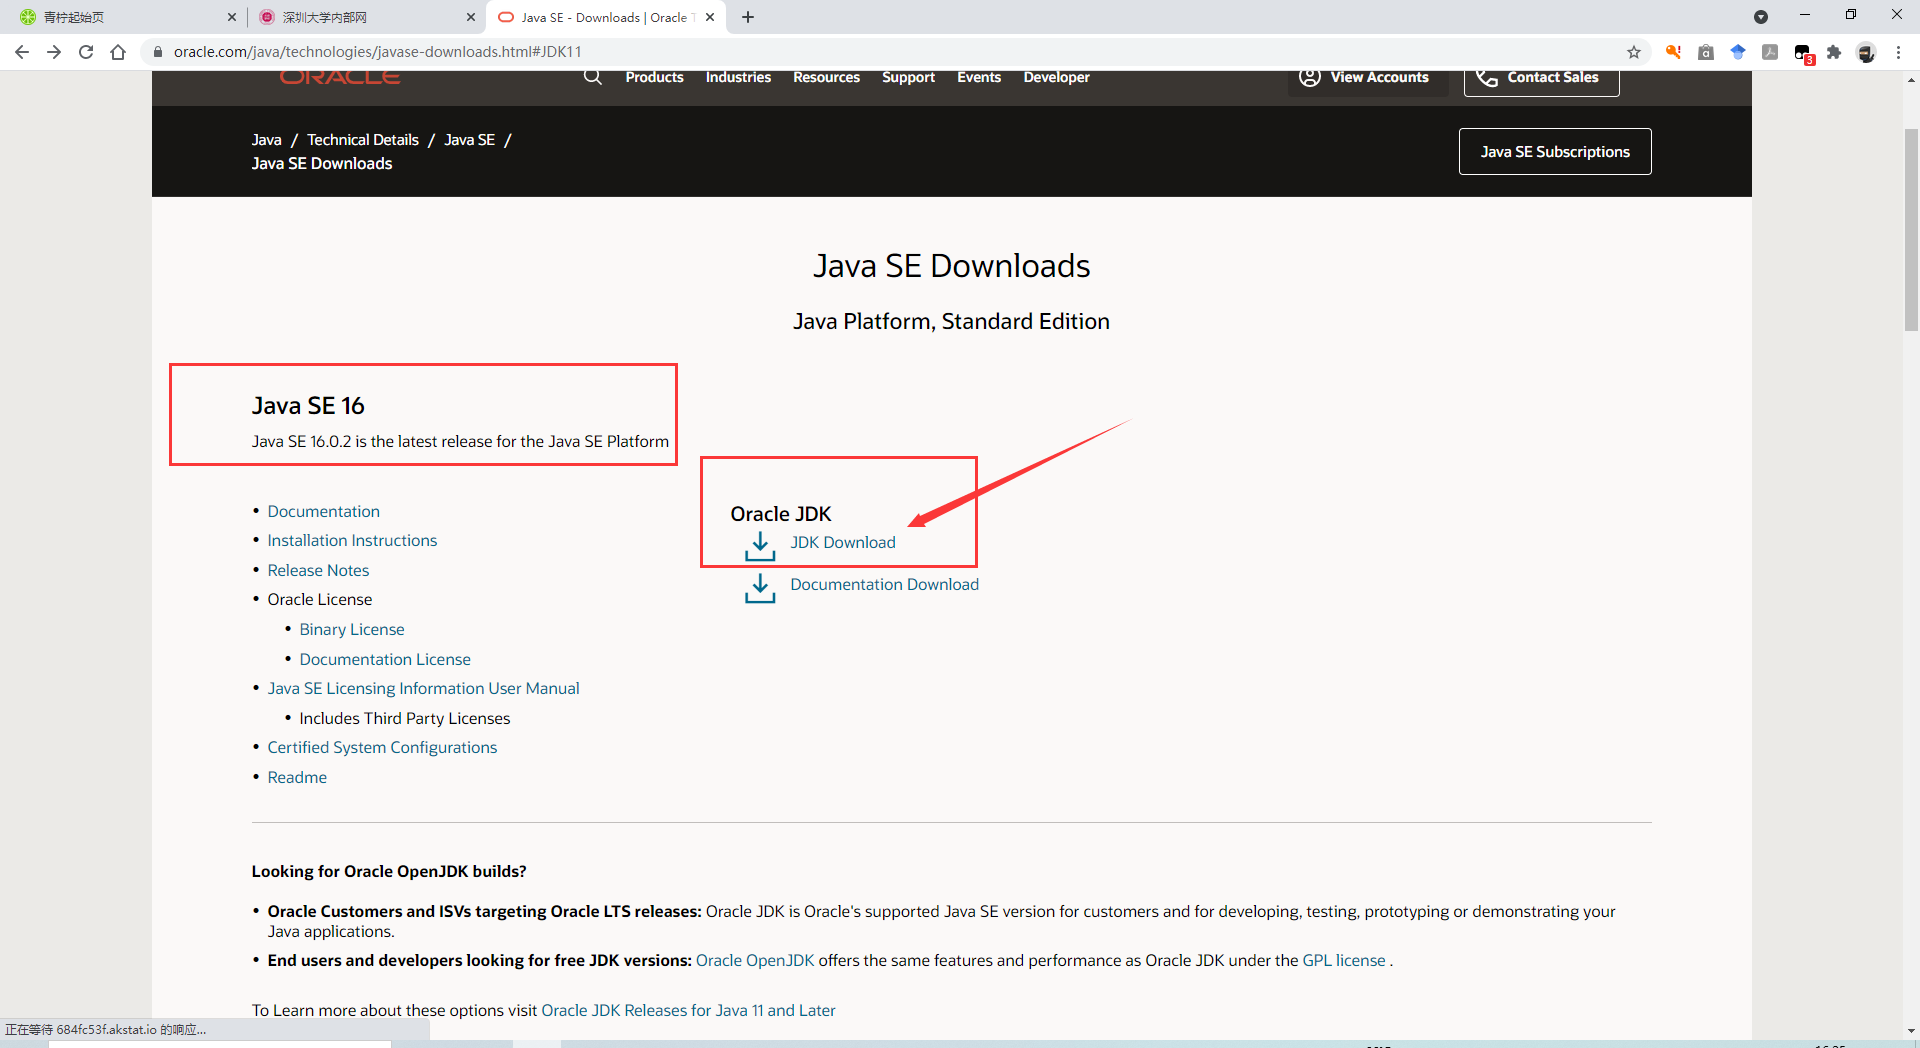 青柠起始页
深圳大学内部网
Java SE - Downloads | Oracle T
oracle.com/java/technologies/javase-downloads.html#JDK11
3
ORACLE
Products
Industries
Resources
Support
Events
Developer
View Accounts
Contact Sales
Java / Technical Details / Java SE /
Java SE Downloads
Java SE Subscriptions
Java SE Downloads
Java Platform, Standard Edition
Java SE 16
Java SE 16.0.2 is the latest release for the Java SE Platform
• Documentation
• Installation Instructions
• Release Notes
• Oracle License
• Binary License
• Documentation License
• Java SE Licensing Information User Manual
• Includes Third Party Licenses
• Certified System Configurations
• Readme
Oracle JDK
JDK Download
Documentation Download
Looking for Oracle OpenJDK builds?
• Oracle Customers and ISVs targeting Oracle LTS releases: Oracle JDK is Oracle's supported Java SE version for customers and for developing, testing, prototyping or demonstrating your
Java applications.
• End users and developers looking for free JDK versions: Oracle OpenJDK offers the same features and performance as Oracle JDK under the GPL license .
To Learn more about these options visit Oracle JDK Releases for Java 11 and Later
正在等待 684fc53f.akstat.io 的响应...